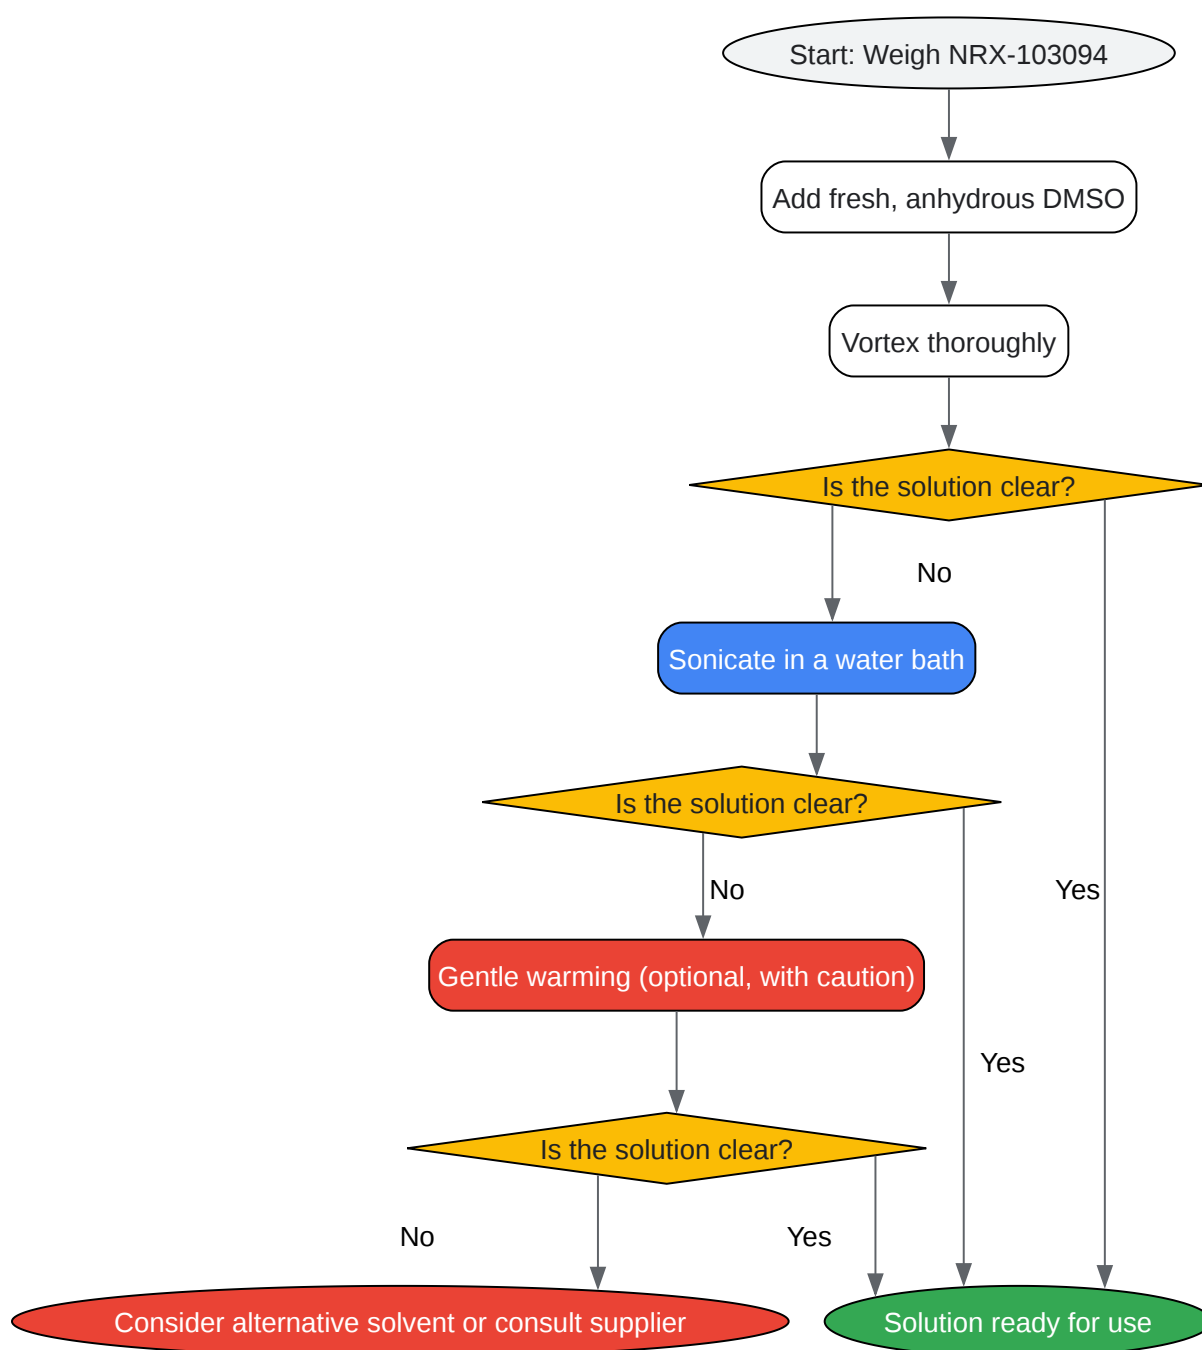 Start: Weigh NRX-103094
Add fresh, anhydrous DMSO
Vortex thoroughly
Is the solution clear?
No
Sonicate in a water bath
Is the solution clear?
No
Yes
Gentle warming (optional, with caution)
Yes
Is the solution clear?
No
Yes
Consider alternative solvent or consult supplier
Solution ready for use